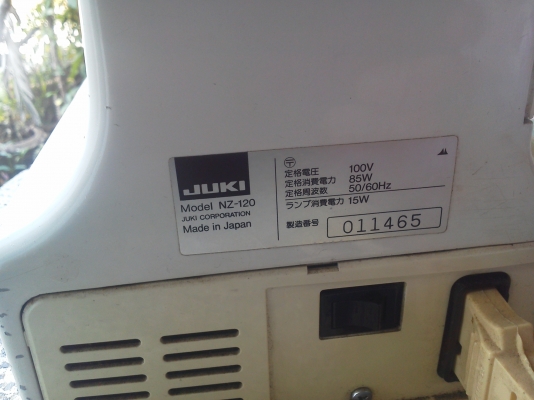 JUKI
Model NZ-120
JUKI CORPORATION
Made in Japan
〒
定格電圧 100V
定格消費電力 85W
定格周波数 50/60Hz
ランプ消費電力 15W
製造番号 011465